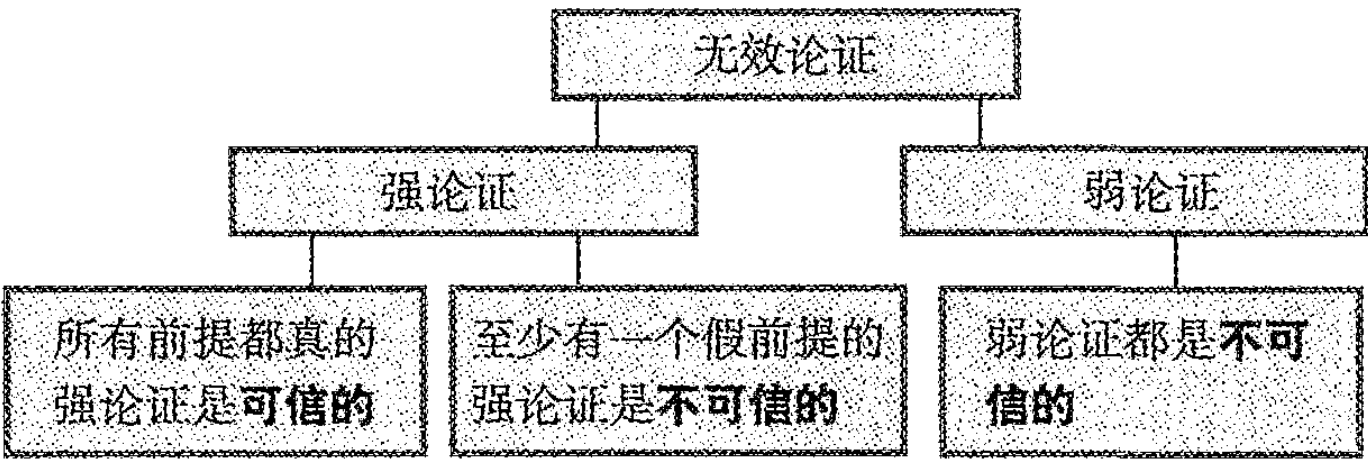 无效论证
强论证
弱论证
所有前提都真的
强论证是可信的
至少有一个假前提的
强论证是不可信的
弱论证都是不可
信的